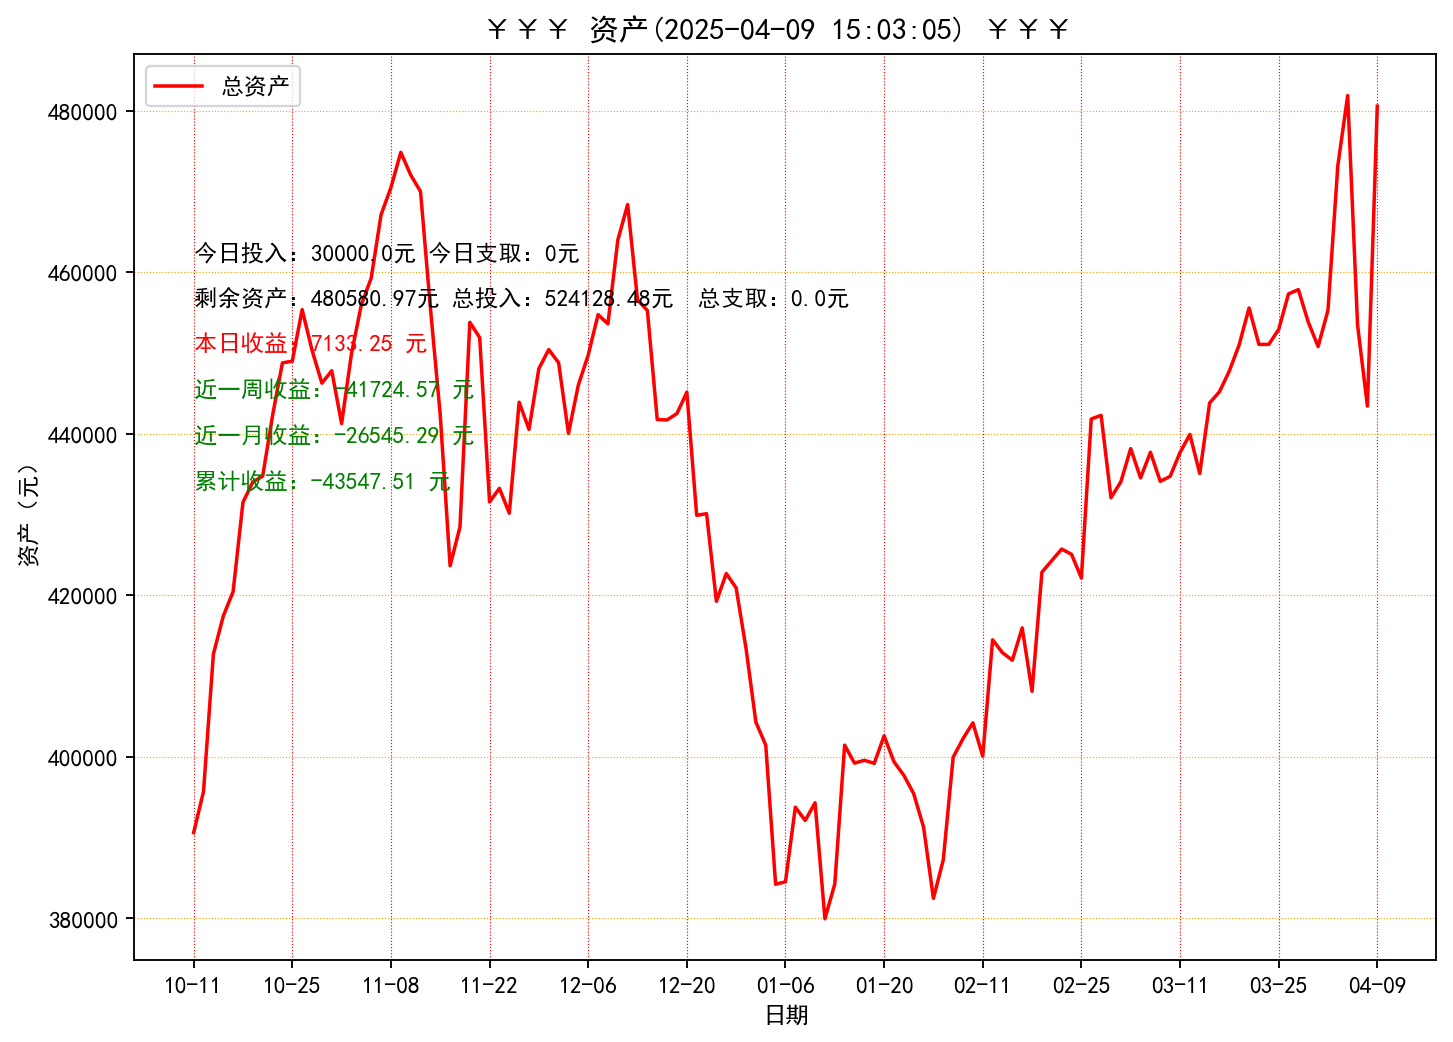 ￥￥￥ 资产(2025-04-09 15:03:05) ￥￥￥
总资产
480000
460000
440000
420000
400000
380000
资产（元）
今日投入：30000.0元 今日支取：0元
剩余资产：480580.97元 总投入：524128.48元  总支取：0.0元
本日收益：7133.25 元
近一周收益：-41724.57 元
近一月收益：-26545.29 元
累计收益：-43547.51 元
10-11 10-25 11-08 11-22 12-06 12-20 01-06 01-20 02-11 02-25 03-11 03-25 04-09
日期